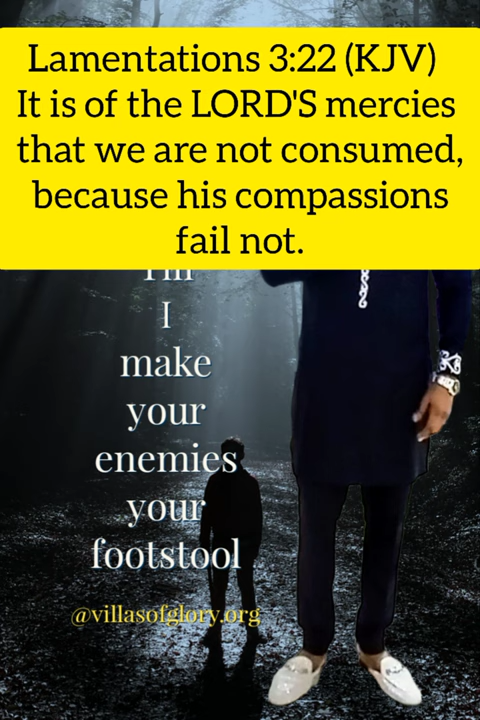 Lamentations 3:22 (KJV)
It is of the LORD'S mercies
that we are not consumed,
because his compassions
fail not.
I
make
your
enemies
your
footstool
@villasofglory.org